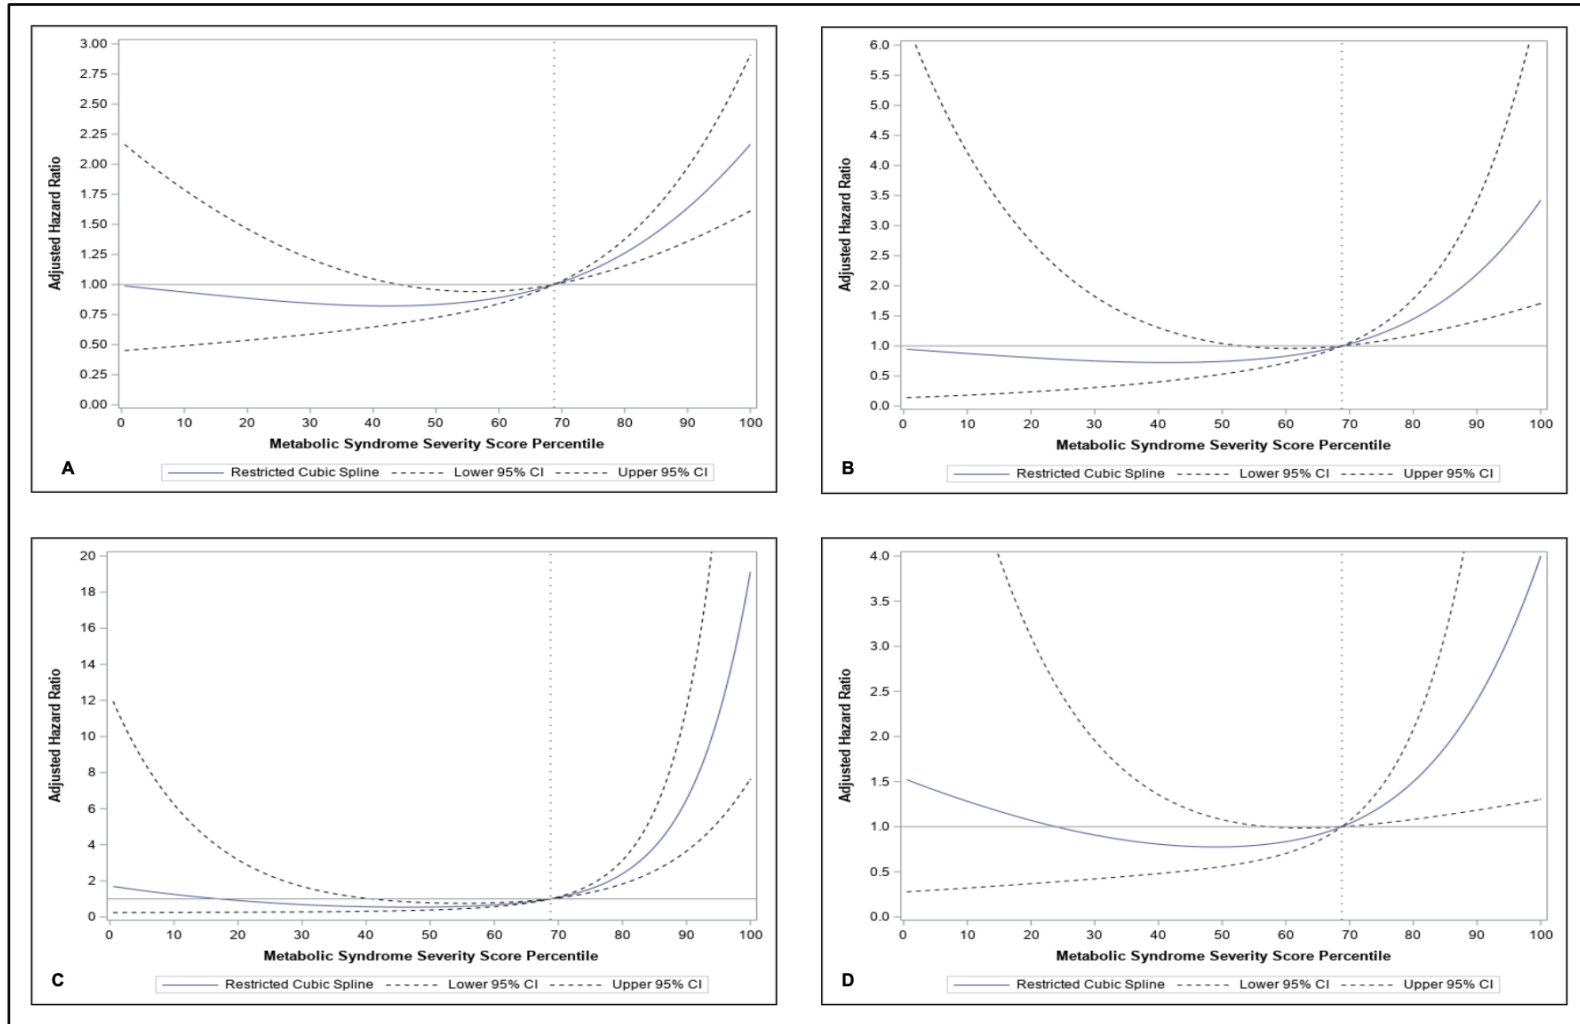 3.00
2.75
2.50
2.25
2.00
1.75
1.50
1.25
1.00
0.75
0.50
0.25
0.00
Adjusted Hazard Ratio
0 10 20 30 40 50 60 70 80 90 100
Metabolic Syndrome Severity Score Percentile
A
Restricted Cubic Spline Lower 95% CI Upper 95% CI
6.0
5.5
5.0
4.5
4.0
3.5
3.0
2.5
2.0
1.5
1.0
0.5
0.0
Adjusted Hazard Ratio
0 10 20 30 40 50 60 70 80 90 100
Metabolic Syndrome Severity Score Percentile
B
Restricted Cubic Spline Lower 95% CI Upper 95% CI
20
18
16
14
12
10
8
6
4
2
0
Adjusted Hazard Ratio
0 10 20 30 40 50 60 70 80 90 100
Metabolic Syndrome Severity Score Percentile
C
Restricted Cubic Spline Lower 95% CI Upper 95% CI
4.0
3.5
3.0
2.5
2.0
1.5
1.0
0.5
0.0
Adjusted Hazard Ratio
0 10 20 30 40 50 60 70 80 90 100
Metabolic Syndrome Severity Score Percentile
D
Restricted Cubic Spline Lower 95% CI Upper 95% CI